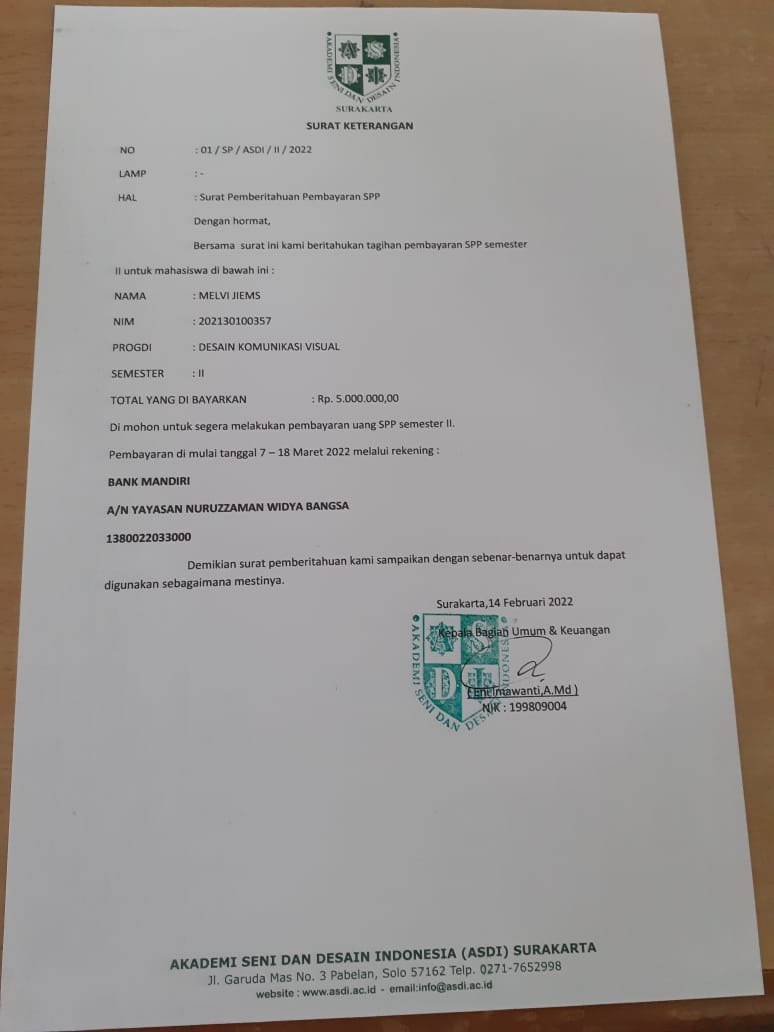 AKADEMI SENI DAN DESAIN INDONESIA
A S
D I
SURAKARTA
SURAT KETERANGAN
NO : 01 / SP / ASDI / II / 2022
LAMP : -
HAL : Surat Pemberitahuan Pembayaran SPP
Dengan hormat,
Bersama surat ini kami beritahukan tagihan pembayaran SPP semester
II untuk mahasiswa di bawah ini :
NAMA : MELVI JIEMS
NIM : 202130100357
PROGDI : DESAIN KOMUNIKASI VISUAL
SEMESTER : II
TOTAL YANG DI BAYARKAN : Rp. 5.000.000,00
Di mohon untuk segera melakukan pembayaran uang SPP semester II.
Pembayaran di mulai tanggal 7 – 18 Maret 2022 melalui rekening :
BANK MANDIRI
A/N YAYASAN NURUZZAMAN WIDYA BANGSA
1380022033000
Demikian surat pemberitahuan kami sampaikan dengan sebenar-benarnya untuk dapat
digunakan sebagaimana mestinya.
Surakarta,14 Februari 2022
Kepala Bagian Umum & Keuangan
AKADEMI SENI DAN DESAIN INDONESIA
A S
D I
( Eni Imawanti,A.Md )
NIK : 199809004
AKADEMI SENI DAN DESAIN INDONESIA (ASDI) SURAKARTA
Jl. Garuda Mas No. 3 Pabelan, Solo 57162 Telp. 0271-7652998
website : www.asdi.ac.id - email:info@asdi.ac.id